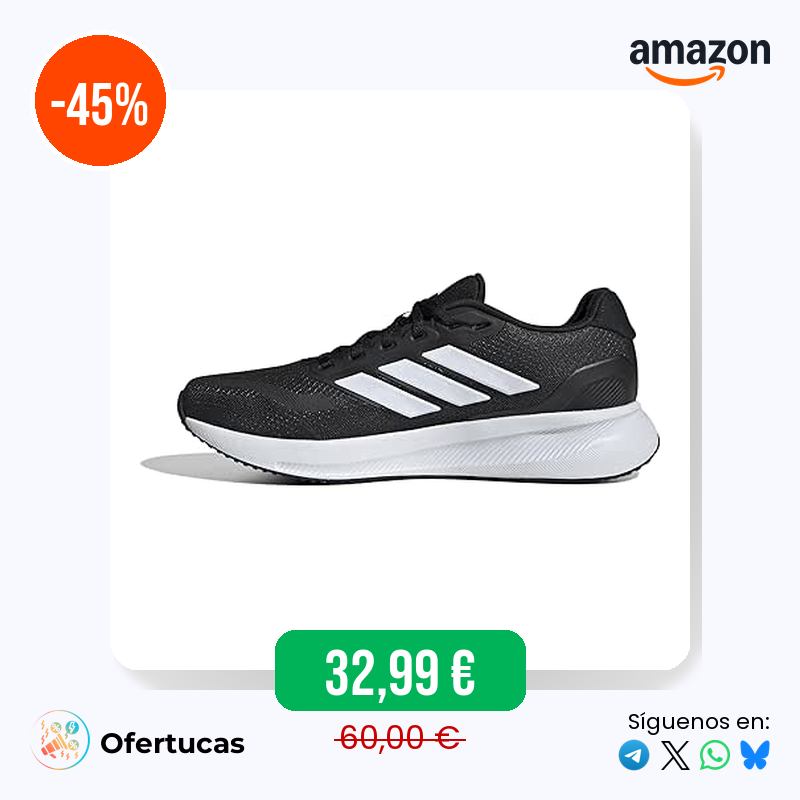 -45%
amazon
32,99 €
60,00 €
Ofertucas
Síguenos en: